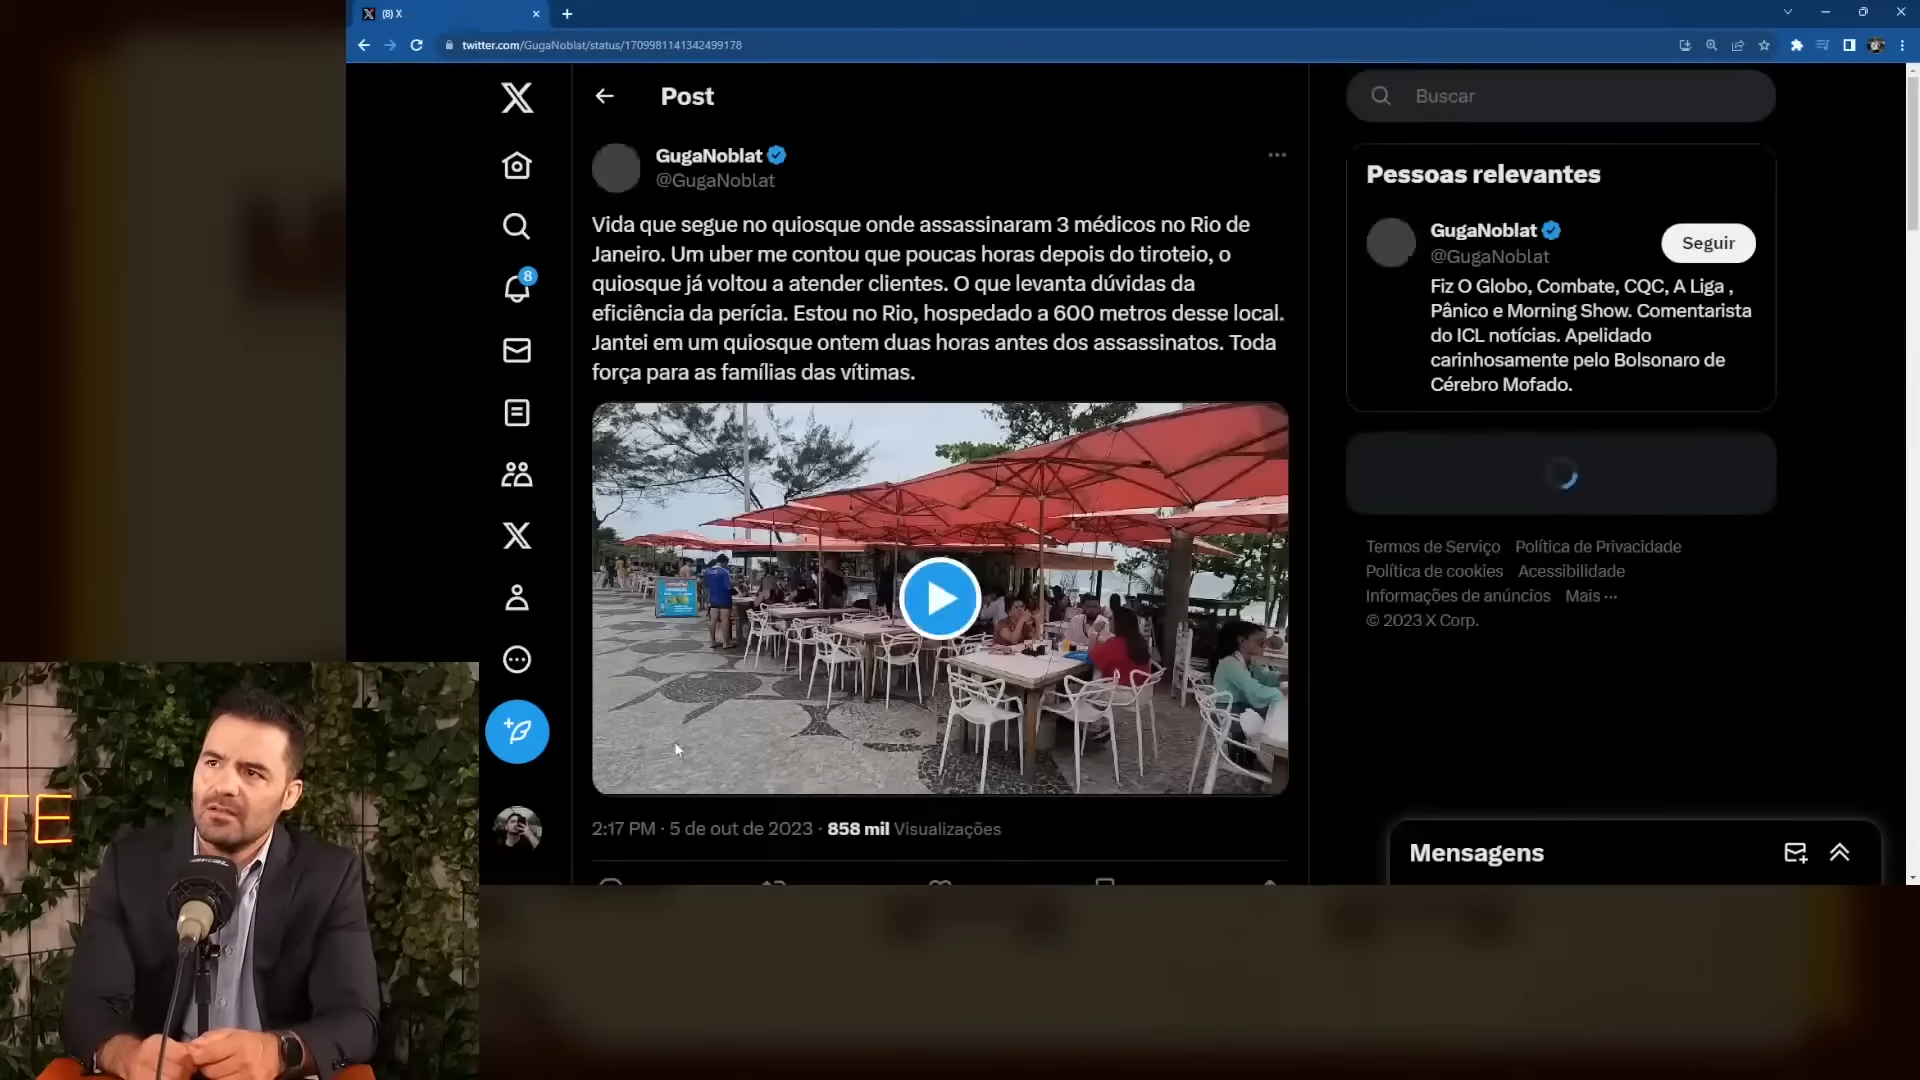 (8) X
twitter.com/GugaNoblat/status/1709981141342499178
Post
GugaNoblat
@GugaNoblat
Vida que segue no quiosque onde assassinaram 3 médicos no Rio de
Janeiro. Um uber me contou que poucas horas depois do tiroteio, o
quiosque já voltou a atender clientes. O que levanta dúvidas da
eficiência da perícia. Estou no Rio, hospedado a 600 metros desse local.
Jantei em um quiosque ontem duas horas antes dos assassinatos. Toda
força para as famílias das vítimas.
2:17 PM · 5 de out de 2023 · 858 mil Visualizações
8
Buscar
Pessoas relevantes
GugaNoblat
@GugaNoblat
Seguir
Fiz O Globo, Combate, CQC, A Liga ,
Pânico e Morning Show. Comentarista
do ICL notícias. Apelidado
carinhosamente pelo Bolsonaro de
Cérebro Mofado.
Termos de Serviço Política de Privacidade
Política de cookies Acessibilidade
Informações de anúncios Mais ···
© 2023 X Corp.
Mensagens
TE